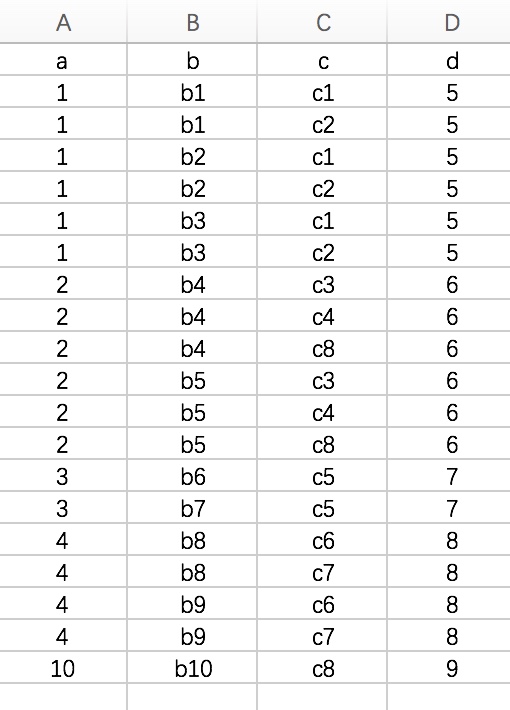 A B C D
a b c d
1 b1 c1 5
1 b1 c2 5
1 b2 c1 5
1 b2 c2 5
1 b3 c1 5
1 b3 c2 5
2 b4 c3 6
2 b4 c4 6
2 b4 c8 6
2 b5 c3 6
2 b5 c4 6
2 b5 c8 6
3 b6 c5 7
3 b7 c5 7
4 b8 c6 8
4 b8 c7 8
4 b9 c6 8
4 b9 c7 8
10 b10 c8 9